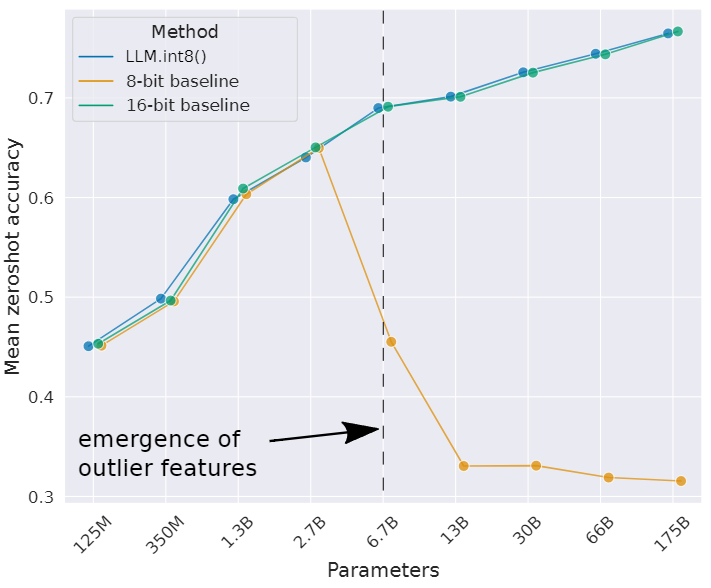 Method
LLM.int8()
8-bit baseline
16-bit baseline
Mean zeroshot accuracy
0.7
0.6
0.5
0.4
0.3
emergence of
outlier features
125M
350M
1.3B
2.7B
6.7B
13B
30B
66B
175B
Parameters